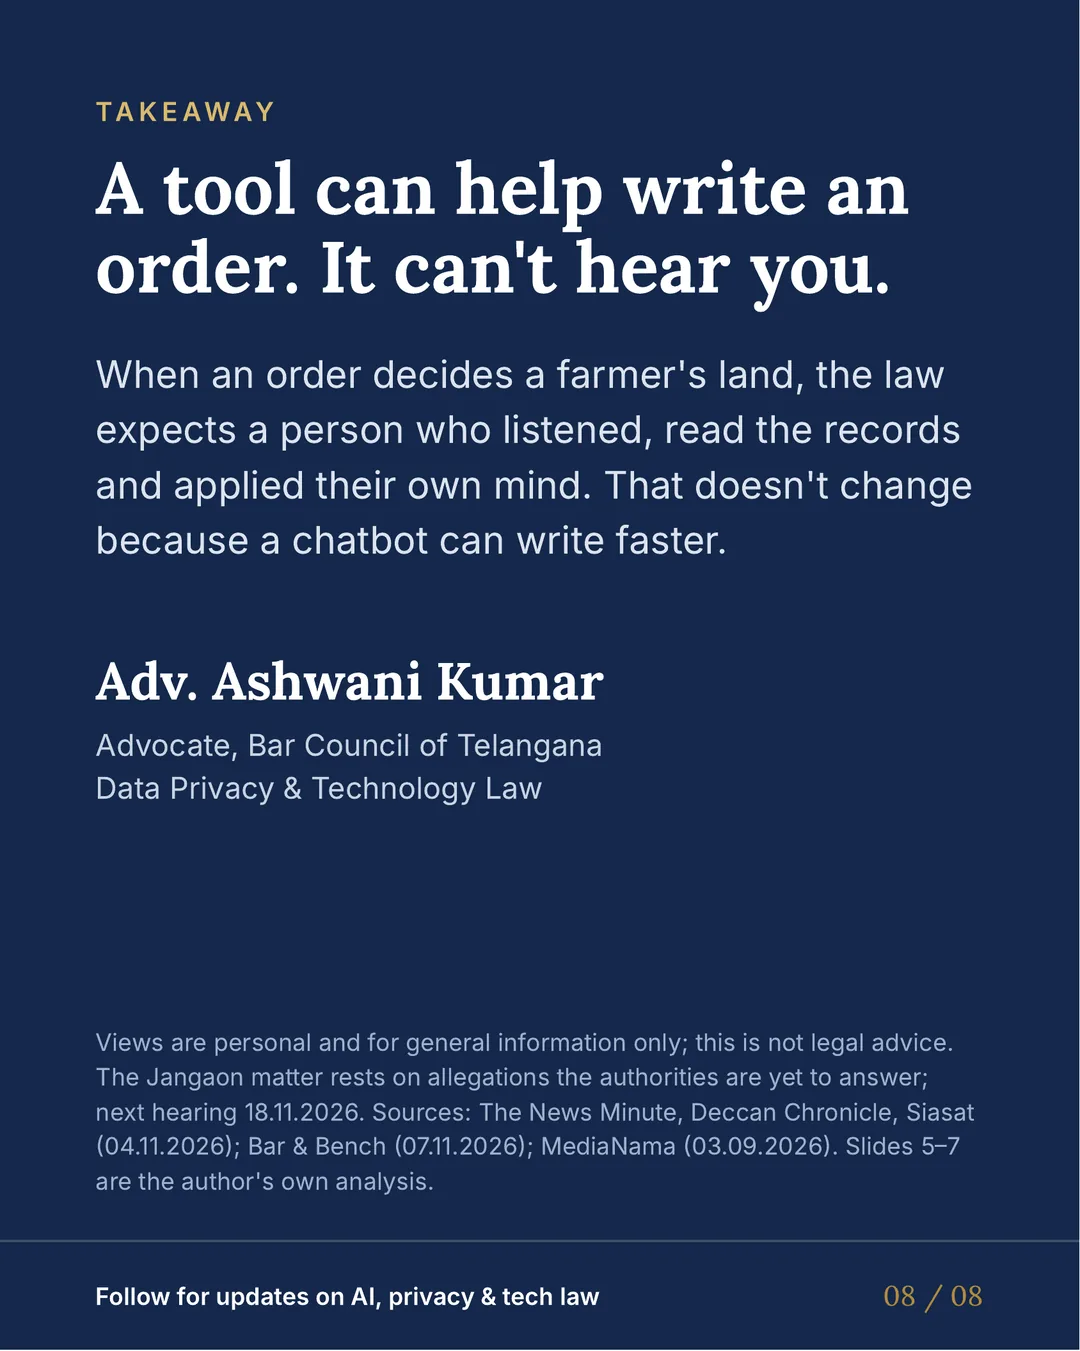 TAKEAWAY
A tool can help write an
order. It can't hear you.
When an order decides a farmer's land, the law
expects a person who listened, read the records
and applied their own mind. That doesn't change
because a chatbot can write faster.
Adv. Ashwani Kumar
Advocate, Bar Council of Telangana
Data Privacy & Technology Law
Views are personal and for general information only; this is not legal advice.
The Jangaon matter rests on allegations the authorities are yet to answer;
next hearing 18.11.2026. Sources: The News Minute, Deccan Chronicle, Siasat
(04.11.2026); Bar & Bench (07.11.2026); MediaNama (03.09.2026). Slides 5–7
are the author's own analysis.
Follow for updates on AI, privacy & tech law
08 / 08